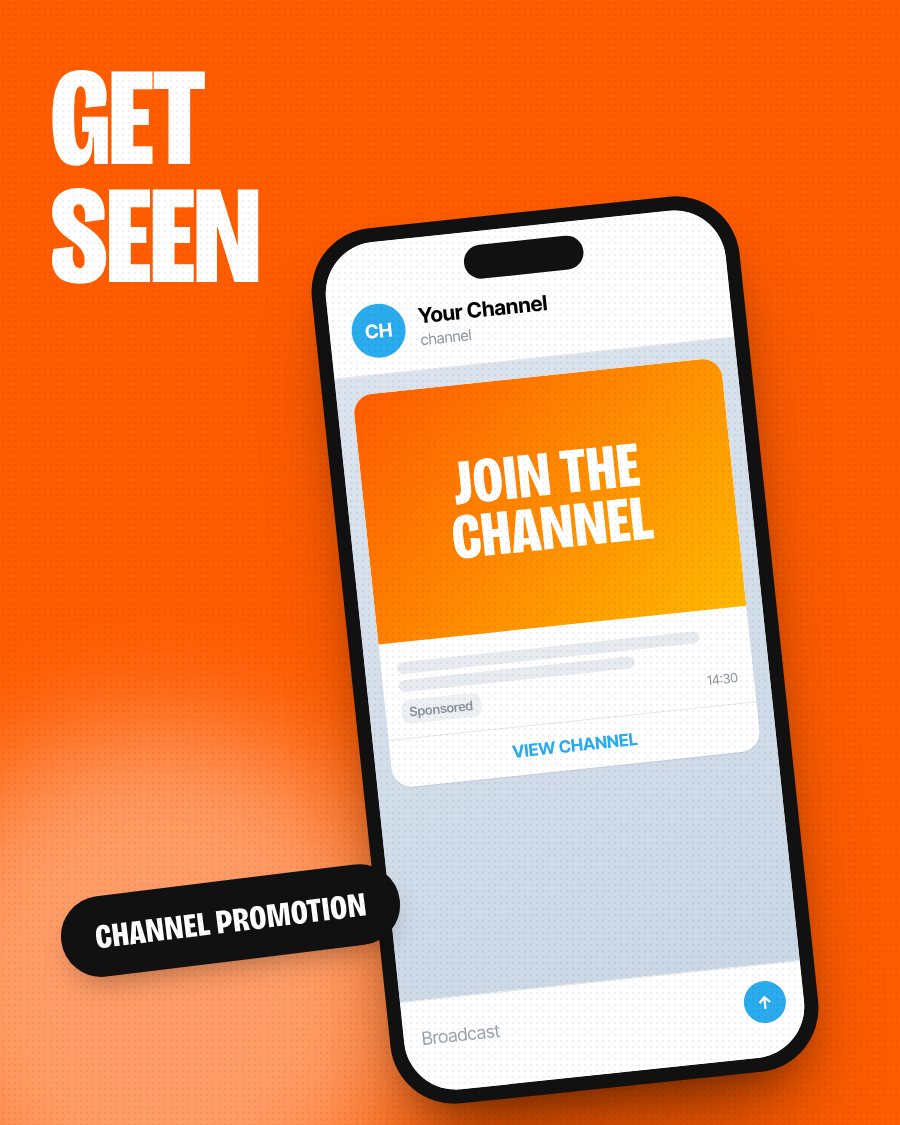 GET
SEEN
CH
Your Channel
channel
JOIN THE
CHANNEL
14:30
Sponsored
VIEW CHANNEL
CHANNEL PROMOTION
Broadcast